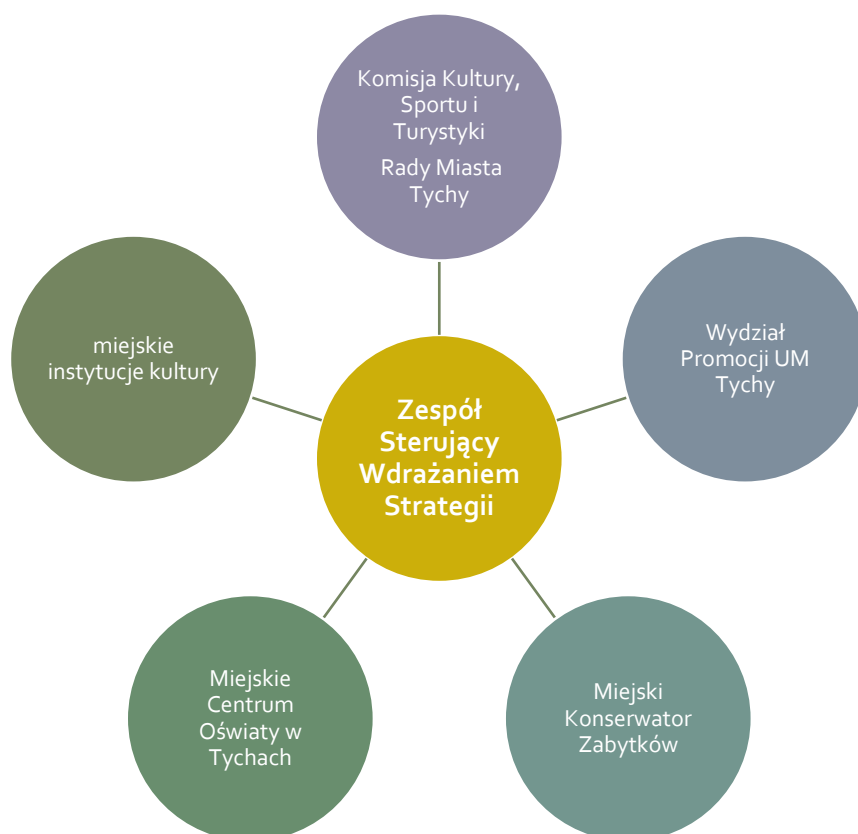 Komisja Kultury,
Sportu i
Turystyki
Rady Miasta
Tychy
miejskie
instytucje kultury
Wydział
Promocji UM
Tychy
Zespół
Sterujący
Wdrażaniem
Strategii
Miejskie
Centrum
Oświaty w
Tychach
Miejski
Konserwator
Zabytków